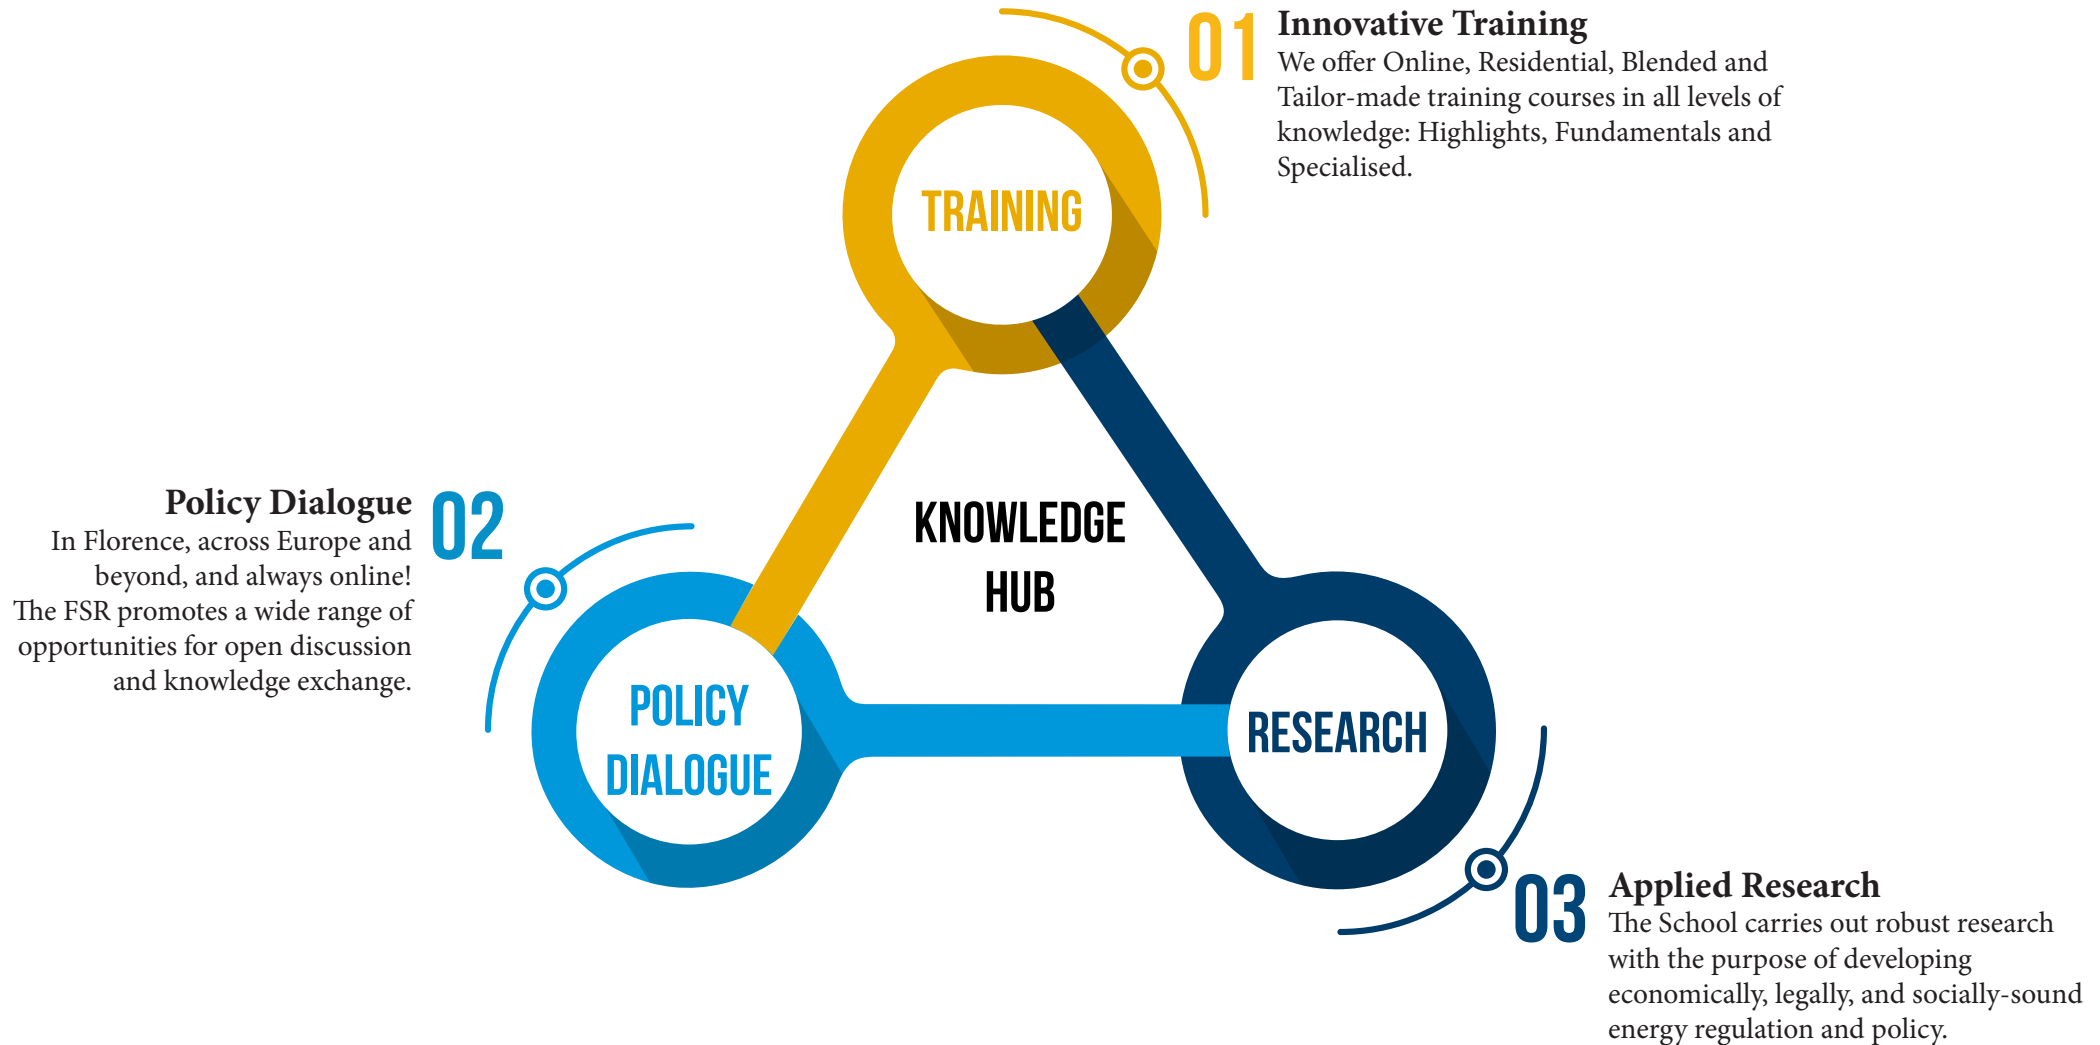 01
Innovative Training
We offer Online, Residential, Blended and
Tailor-made training courses in all levels of
knowledge: Highlights, Fundamentals and
Specialised.
TRAINING
KNOWLEDGE
HUB
02
Policy Dialogue
In Florence, across Europe and
beyond, and always online!
The FSR promotes a wide range of
opportunities for open discussion
and knowledge exchange.
POLICY
DIALOGUE
RESEARCH
03
Applied Research
The School carries out robust research
with the purpose of developing
economically, legally, and socially-sound
energy regulation and policy.